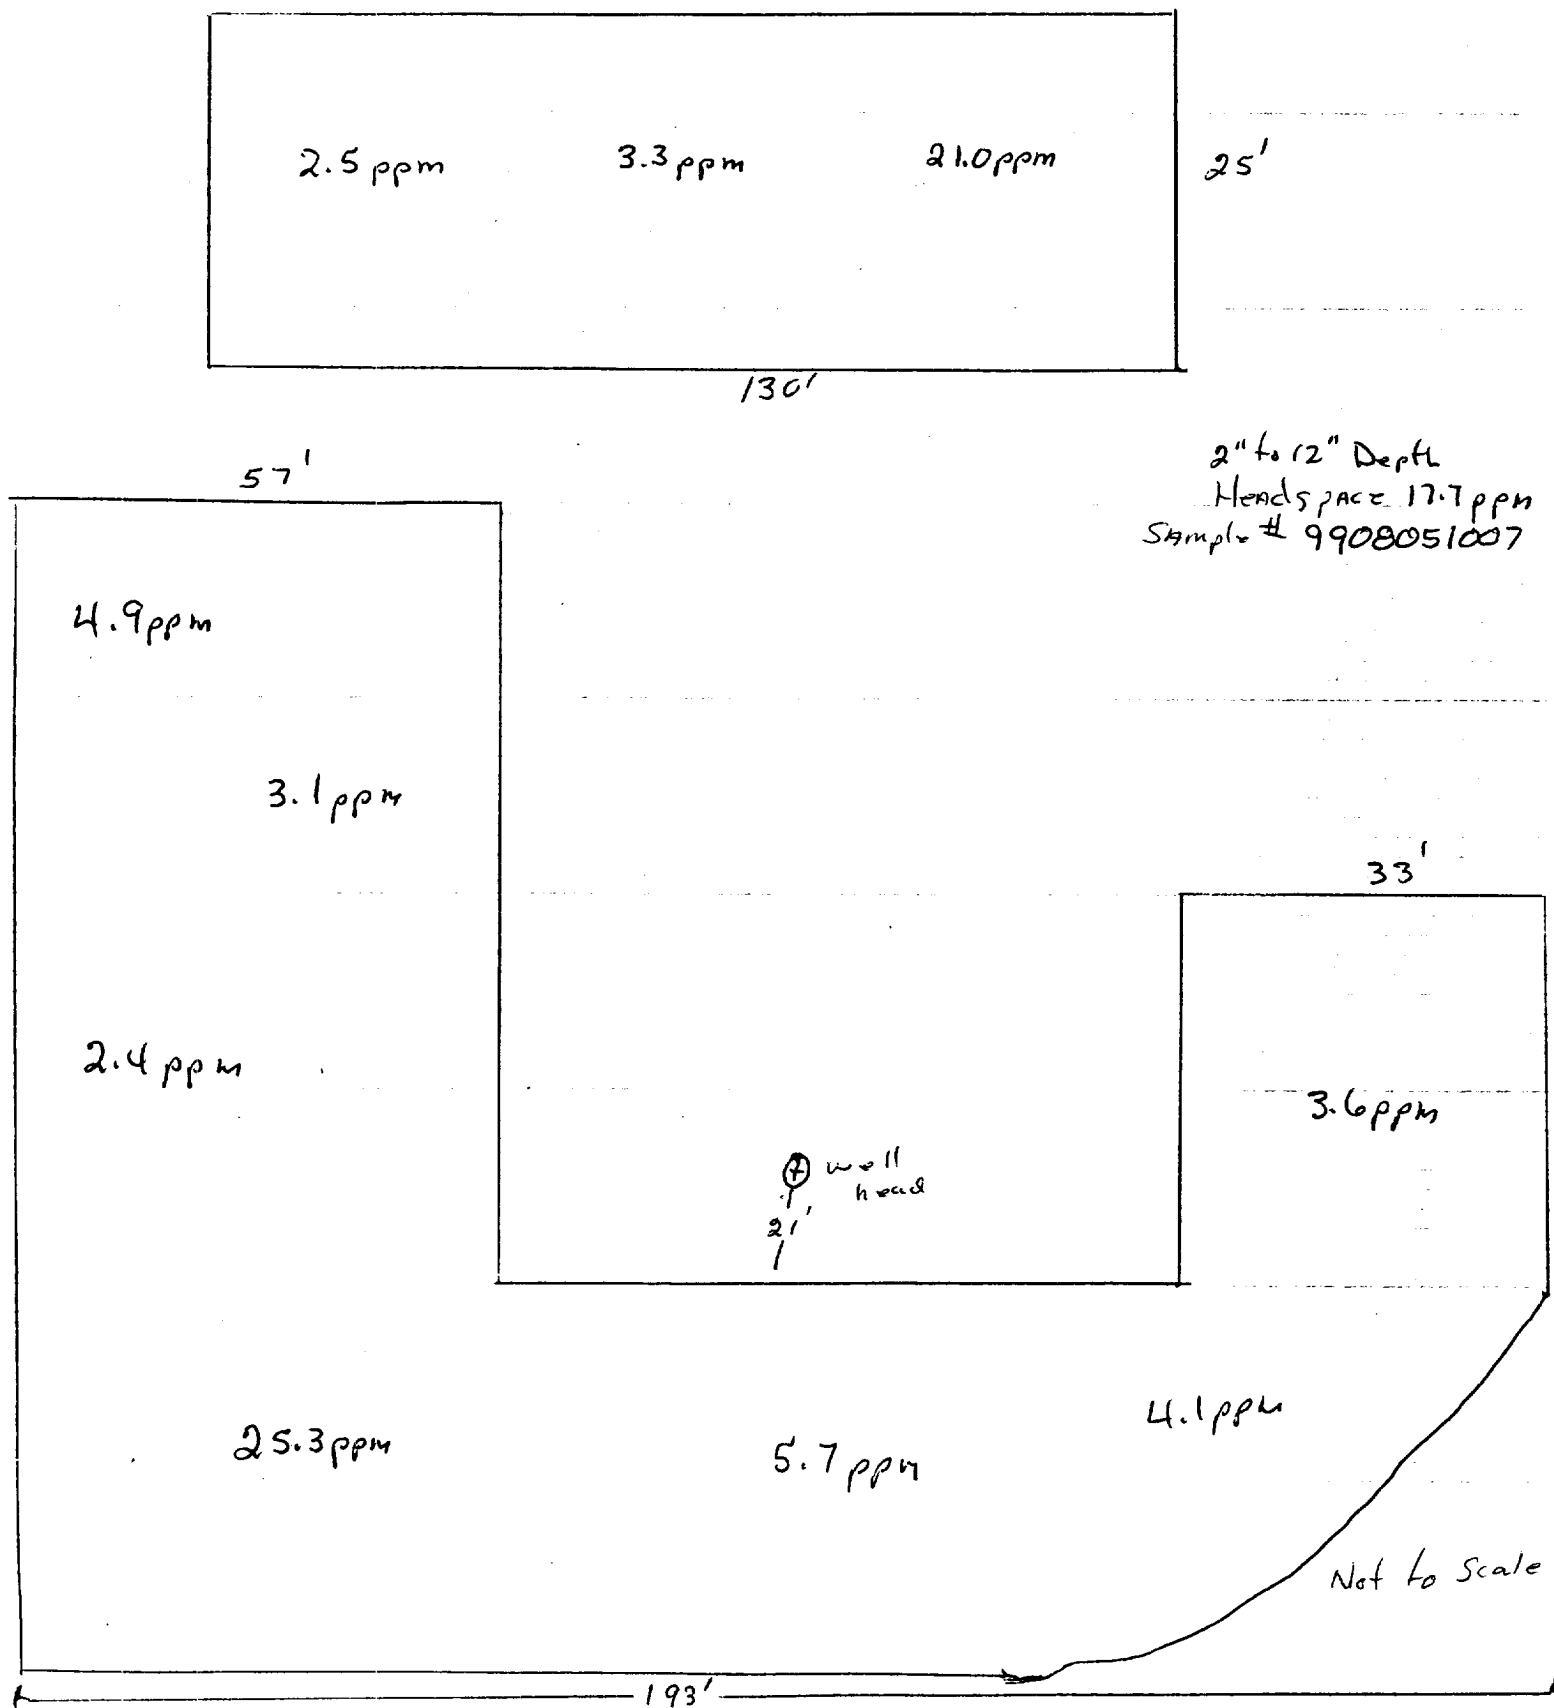 2.5 ppm
3.3 ppm
21.0 ppm
25'
130'
57'
2" to 12" Depth
Headspace 17.7 ppm
Sample # 9908051007
4.9 ppm
3.1 ppm
33'
2.4 ppm
3.6 ppm
well
head
21'
4.1 ppm
25.3 ppm
5.7 ppm
Not to Scale
193'